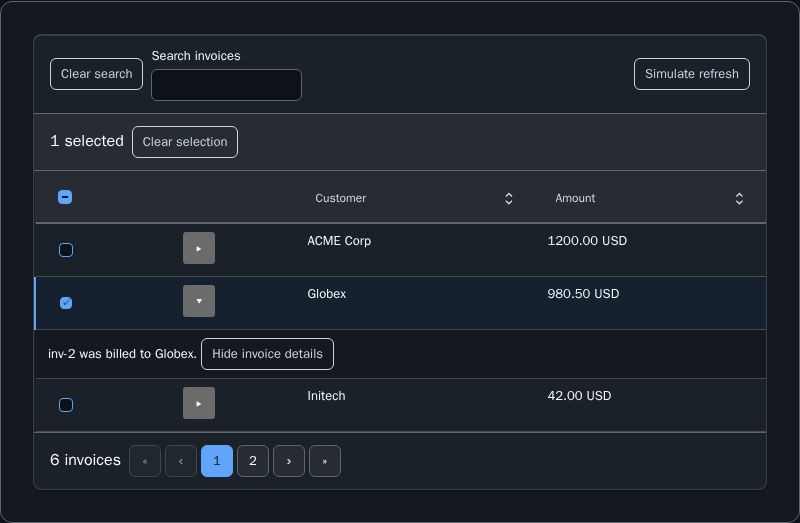 Search invoices
Clear search
Simulate refresh
1 selected Clear selection
Customer Amount
ACME Corp 1200.00 USD
Globex 980.50 USD
inv-2 was billed to Globex. Hide invoice details
Initech 42.00 USD
6 invoices « ‹ 1 2 › »